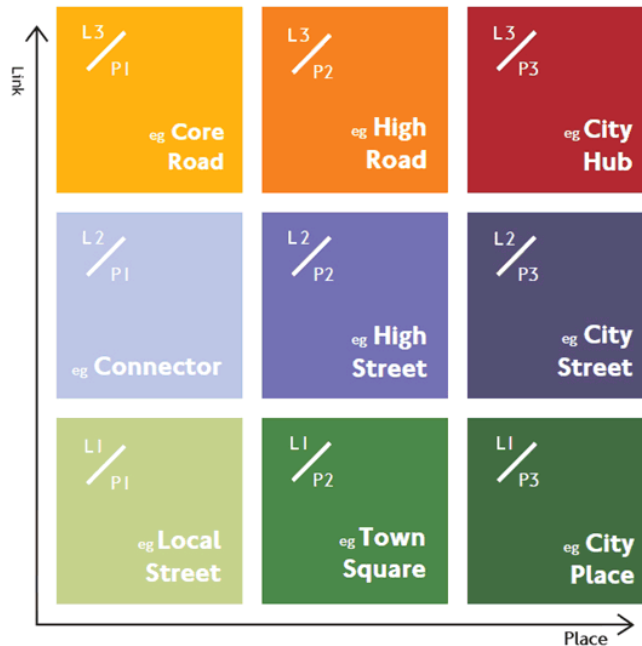 Link
L3
P1
eg Core
Road
L3
P2
eg High
Road
L3
P3
eg City
Hub
L2
P1
eg Connector
L2
P2
eg High
Street
L2
P3
eg City
Street
L1
P1
eg Local
Street
L1
P2
eg Town
Square
L1
P3
eg City
Place
Place